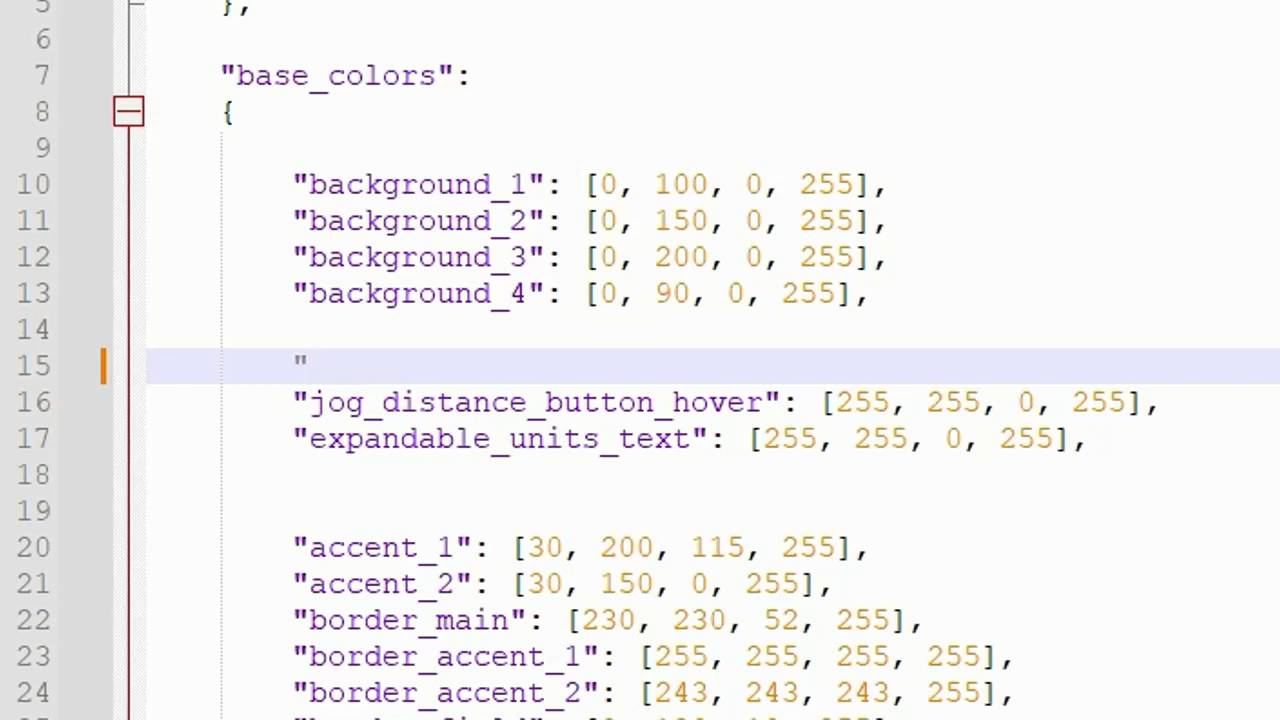 5 },
6
7 "base_colors":
8 {
9
10 "background_1": [0, 100, 0, 255],
11 "background_2": [0, 150, 0, 255],
12 "background_3": [0, 200, 0, 255],
13 "background_4": [0, 90, 0, 255],
14
15 "
16 "jog_distance_button_hover": [255, 255, 0, 255],
17 "expandable_units_text": [255, 255, 0, 255],
18
19
20 "accent_1": [30, 200, 115, 255],
21 "accent_2": [30, 150, 0, 255],
22 "border_main": [230, 230, 52, 255],
23 "border_accent_1": [255, 255, 255, 255],
24 "border_accent_2": [243, 243, 243, 255],